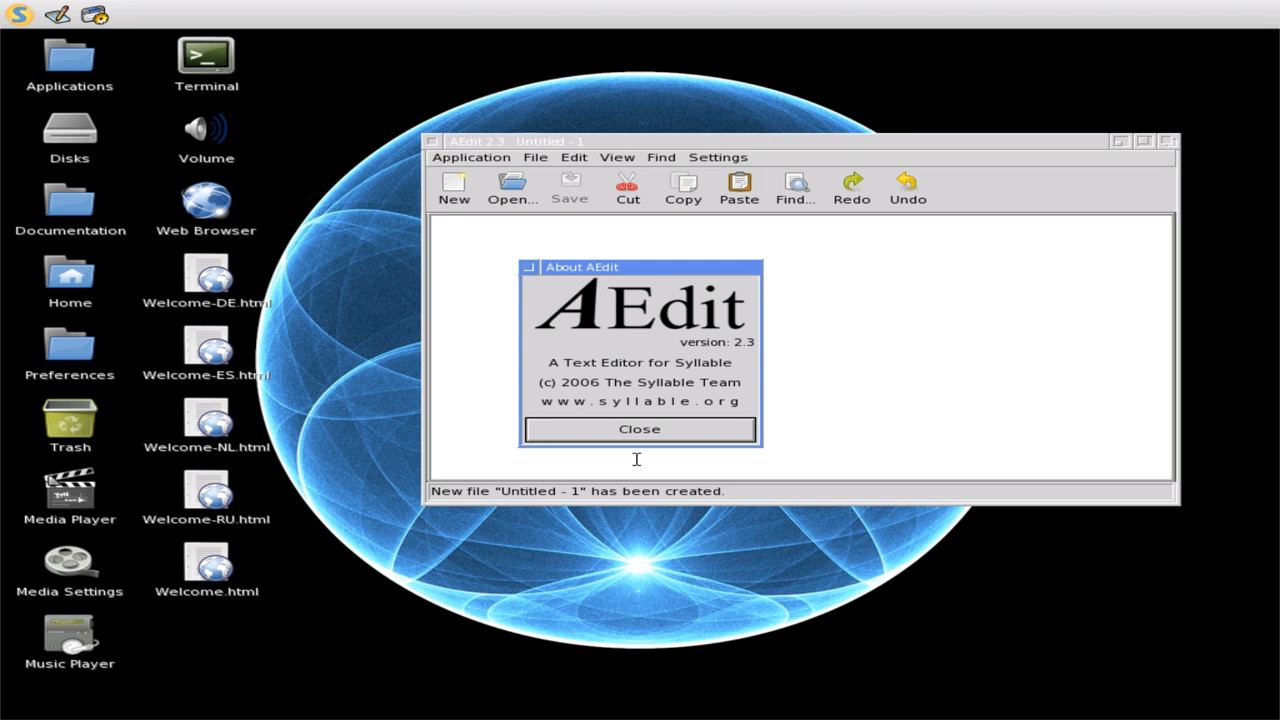 Applications
Terminal
Disks
Volume
Documentation
Web Browser
Home
Welcome-DE.html
Preferences
Welcome-ES.html
Trash
Welcome-NL.html
Media Player
Welcome-RU.html
Media Settings
Welcome.html
Music Player
AEdit 2.3 : Untitled - 1
Application File Edit View Find Settings
New Open... Save Cut Copy Paste Find... Redo Undo
About AEdit
AEdit
version: 2.3
A Text Editor for Syllable
(c) 2006 The Syllable Team
www.syllable.org
Close
New file "Untitled - 1" has been created.